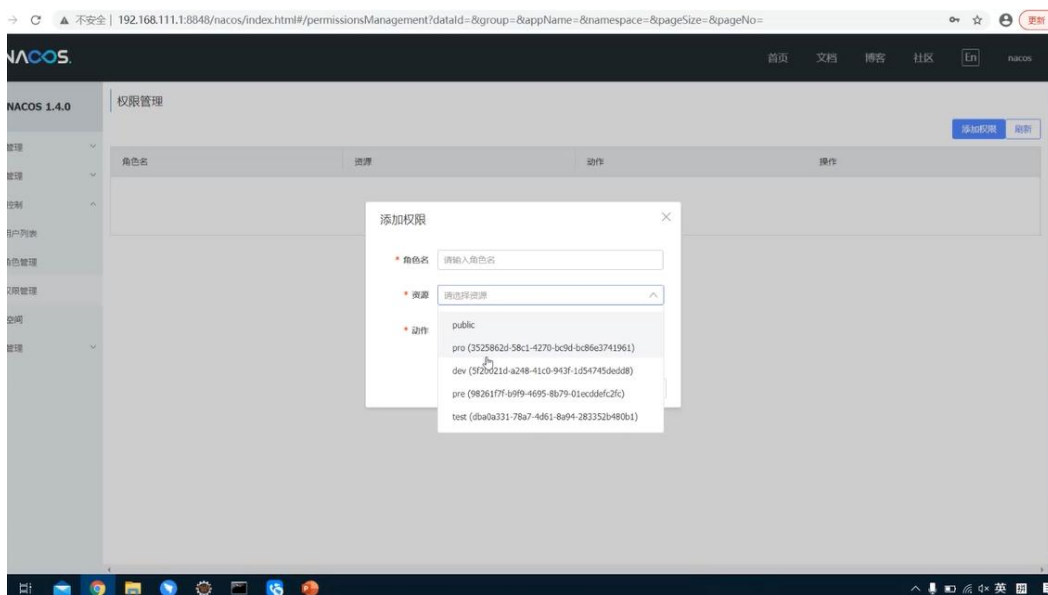 不安全 | 192.168.111.1:8848/nacos/index.html#/permissionsManagement?dataId=&group=&appName=&namespace=&pageSize=&pageNo=
更新
NACOS.
首页 文档 博客 社区 En nacos
NACOS 1.4.0
权限管理
添加权限 刷新
管理
角色名 资源 动作 操作
管理
控制
用户列表
角色管理
权限管理
空间
管理
添加权限
* 角色名 请输入角色名
* 资源 请选择资源
* 动作
public
pro (3525862d-58c1-4270-bc9d-bc86e3741961)
dev (5f20021d-a248-41c0-943f-1d54745dedd8)
pre (98261f7f-b9f9-4695-8b79-01ecddefc2fc)
test (dba0a331-78a7-4d61-8a94-283352b480b1)
英 拼